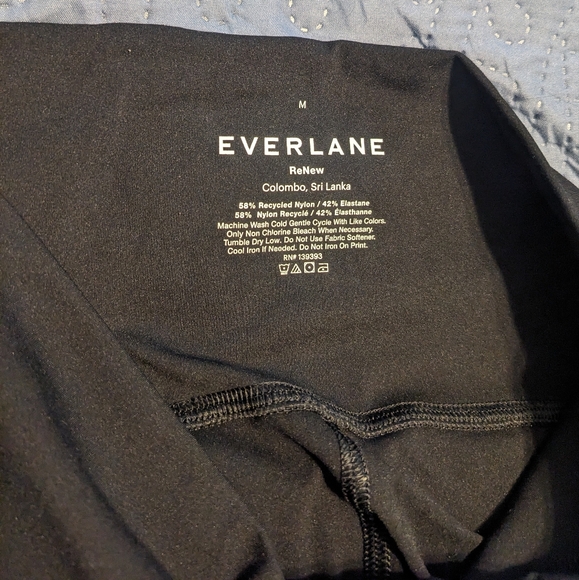 M
EVERLANE
ReNew
Colombo, Sri Lanka
58% Recycled Nylon / 42% Elastane
58% Nylon Recyclé / 42% Élasthanne
Machine Wash Cold Gentle Cycle With Like Colors.
Only Non Chlorine Bleach When Necessary.
Tumble Dry Low. Do Not Use Fabric Softener.
Cool Iron If Needed. Do Not Iron On Print.
RN# 139393